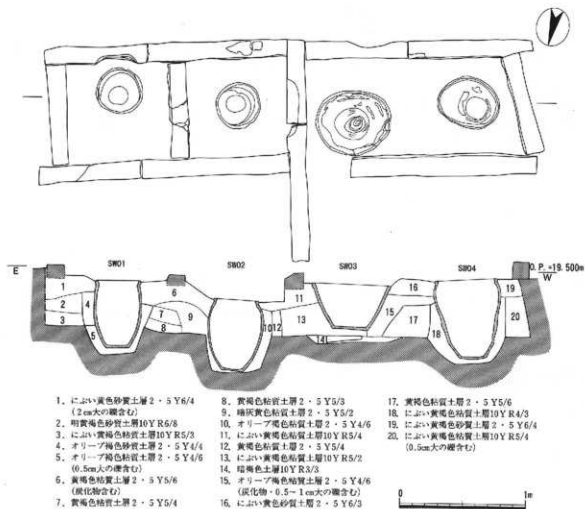 SW01 SW02 SW03 SW04
E
O.P.+19.500m
W
1 2 3 4 5 6 7 8 9 10 12 11 13 14 15 16 17 18 19 20
1. にぶい黄色砂質土層2・5Y6/4
(2cm大の礫含む)
2. 明黄褐色砂質土層10YR6/8
3. にぶい黄褐色粘質土層10YR5/3
4. オリーブ褐色砂質土層2・5Y4/4
5. オリーブ褐色砂質土層2・5Y4/6
(0.5cm大の礫含む)
6. 黄褐色粘質土層2・5Y5/6
(炭化物含む)
7. 黄褐色粘質土層2・5Y5/4
8. 黄褐色粘質土層2・5Y5/3
9. 暗灰黄色粘質土層2・5Y5/2
10. オリーブ褐色粘質土層2・5Y4/6
11. にぶい黄褐色粘質土層10YR5/4
12. 黄褐色粘質土層2・5Y5/4
13. にぶい黄褐色粘質土層10YR5/2
14. 暗褐色土層10YR3/3
15. オリーブ褐色粘質土層2・5Y4/6
(炭化物・0.5~1cm大の礫含む)
16. にぶい黄色砂質土層2・5Y6/3
17. 黄褐色粘質土層2・5Y5/6
18. にぶい黄褐色粘質土層10YR4/3
19. にぶい黄色砂質土層2・5Y6/4
20. にぶい黄褐色粘質土層10YR5/4
(0.5cm大の礫含む)
0 1m